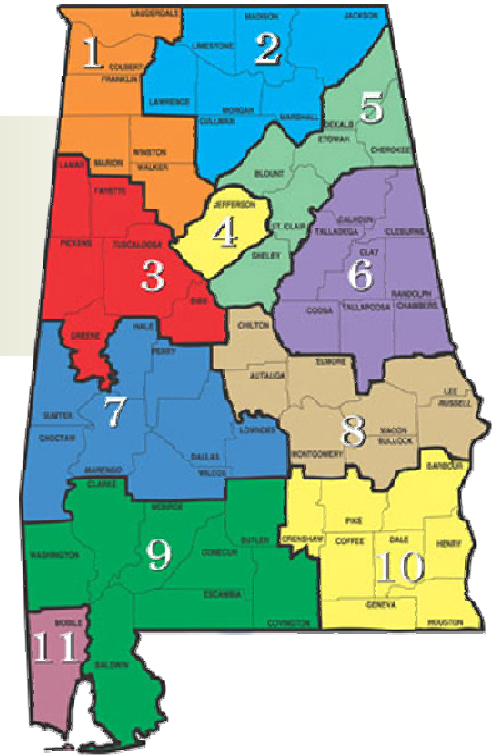 LAUDERDALE
MADISON
JACKSON
1
2
LIMESTONE
COLBERT
FRANKLIN
LAWRENCE
MORGAN
MARSHALL
CULLMAN
5
DEKALB
ETOWAH
CHEROKEE
WINSTON
MARION
WALKER
LAMAR
BLOUNT
FAYETTE
JEFFERSON
4
ST. CLAIR
CALHOUN
TALLADEGA
CLEBURNE
PICKENS
TUSCALOOSA
3
SHELBY
CLAY
6
RANDOLPH
BIBB
COOSA
TALLAPOOSA
CHAMBERS
GREENE
HALE
PERRY
CHILTON
AUTAUGA
ELMORE
LEE
RUSSELL
7
SUMTER
CHOCTAW
LOWNDES
8
MACON
BULLOCK
MONTGOMERY
DALLAS
WILCOX
MARENGO
BARBOUR
CLARKE
MONROE
PIKE
CRENSHAW
COFFEE
DALE
HENRY
BUTLER
WASHINGTON
9
CONECUH
10
ESCAMBIA
GENEVA
HOUSTON
COVINGTON
MOBILE
11
BALDWIN